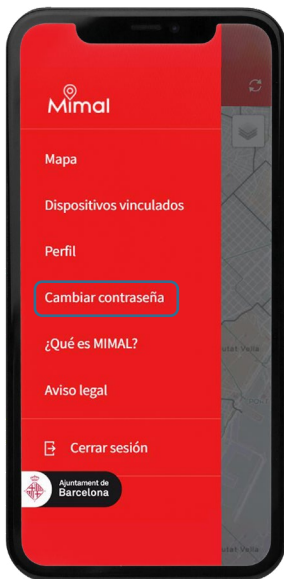 Mimal
Mapa
Dispositivos vinculados
Perfil
Cambiar contraseña
¿Qué es MIMAL?
Aviso legal
Cerrar sesión
Ajuntament de
Barcelona